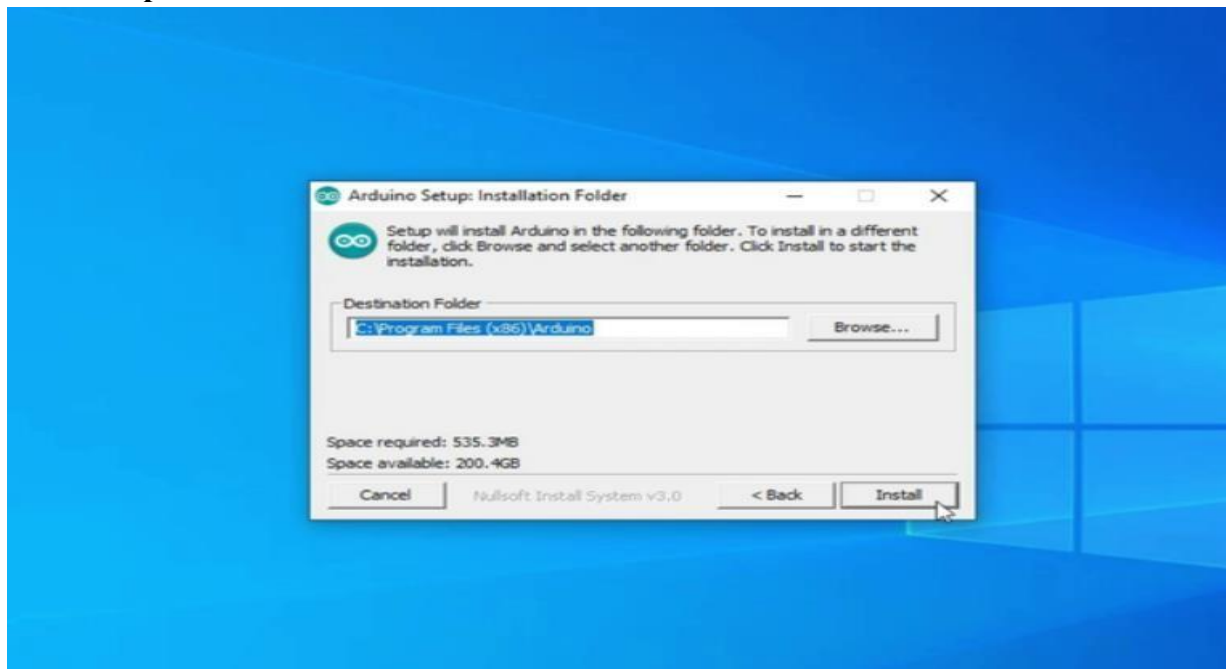 Arduino Setup: Installation Folder
Setup will install Arduino in the following folder. To install in a different
folder, click Browse and select another folder. Click Install to start the
installation.
Destination Folder
C:\Program Files (x86)\Arduino
Browse...
Space required: 535.3MB
Space available: 200.4GB
Cancel
Nullsoft Install System v3.0
< Back
Install